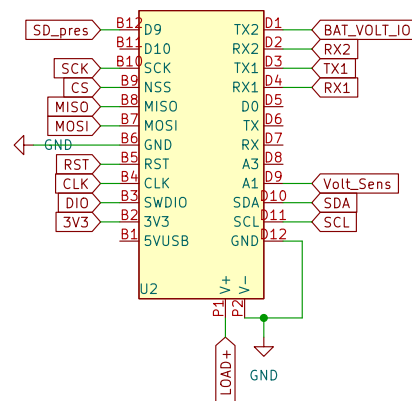 SD_pres B12 D9 TX2 D1 BAT_VOLT_IO
B11 D10 RX2 D2 RX2
SCK B10 SCK TX1 D3 TX1
CS B9 NSS RX1 D4 RX1
MISO B8 MISO D0 D5
MOSI B7 MOSI TX D6
GND B6 GND RX D7
RST B5 RST A3 D8
CLK B4 CLK A1 D9 Volt_Sens
DIO B3 SWDIO SDA D10 SDA
3V3 B2 3V3 SCL D11 SCL
B1 5VUSB GND D12
U2 V+ V-
P1 P2
LOAD+ GND